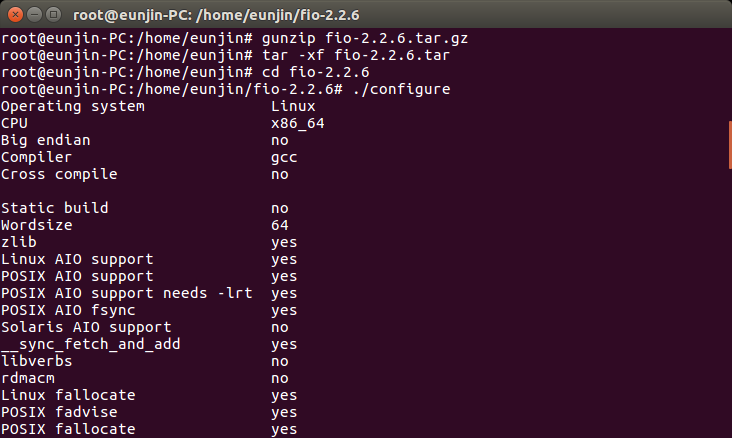 root@eunjin-PC: /home/eunjin/fio-2.2.6
root@eunjin-PC:/home/eunjin# gunzip fio-2.2.6.tar.gz
root@eunjin-PC:/home/eunjin# tar -xf fio-2.2.6.tar
root@eunjin-PC:/home/eunjin# cd fio-2.2.6
root@eunjin-PC:/home/eunjin/fio-2.2.6# ./configure
Operating system              Linux
CPU                           x86_64
Big endian                    no
Compiler                      gcc
Cross compile                 no

Static build                  no
Wordsize                      64
zlib                          yes
Linux AIO support             yes
POSIX AIO support             yes
POSIX AIO support needs -lrt  yes
POSIX AIO fsync               yes
Solaris AIO support           no
__sync_fetch_and_add          yes
libverbs                      no
rdmacm                        no
Linux fallocate               yes
POSIX fadvise                 yes
POSIX fallocate               yes